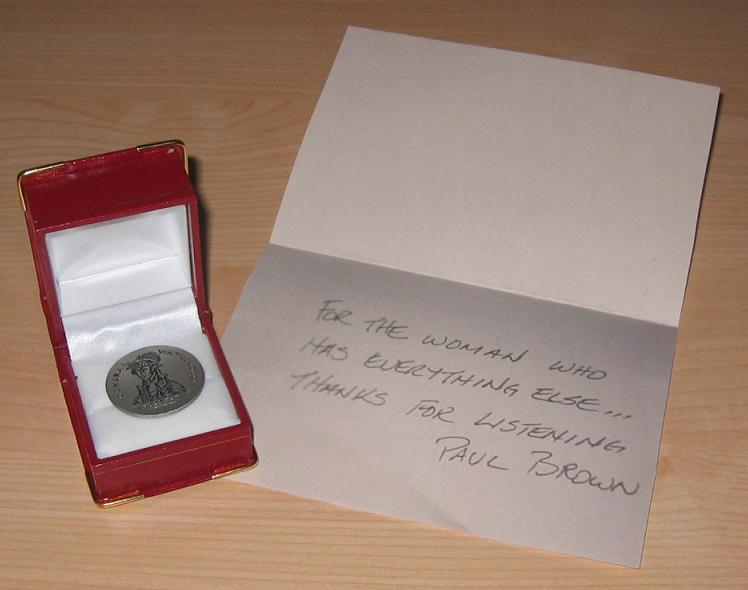 FOR THE WOMAN WHO
HAS EVERYTHING ELSE...
THANKS FOR LISTENING
PAUL BROWN